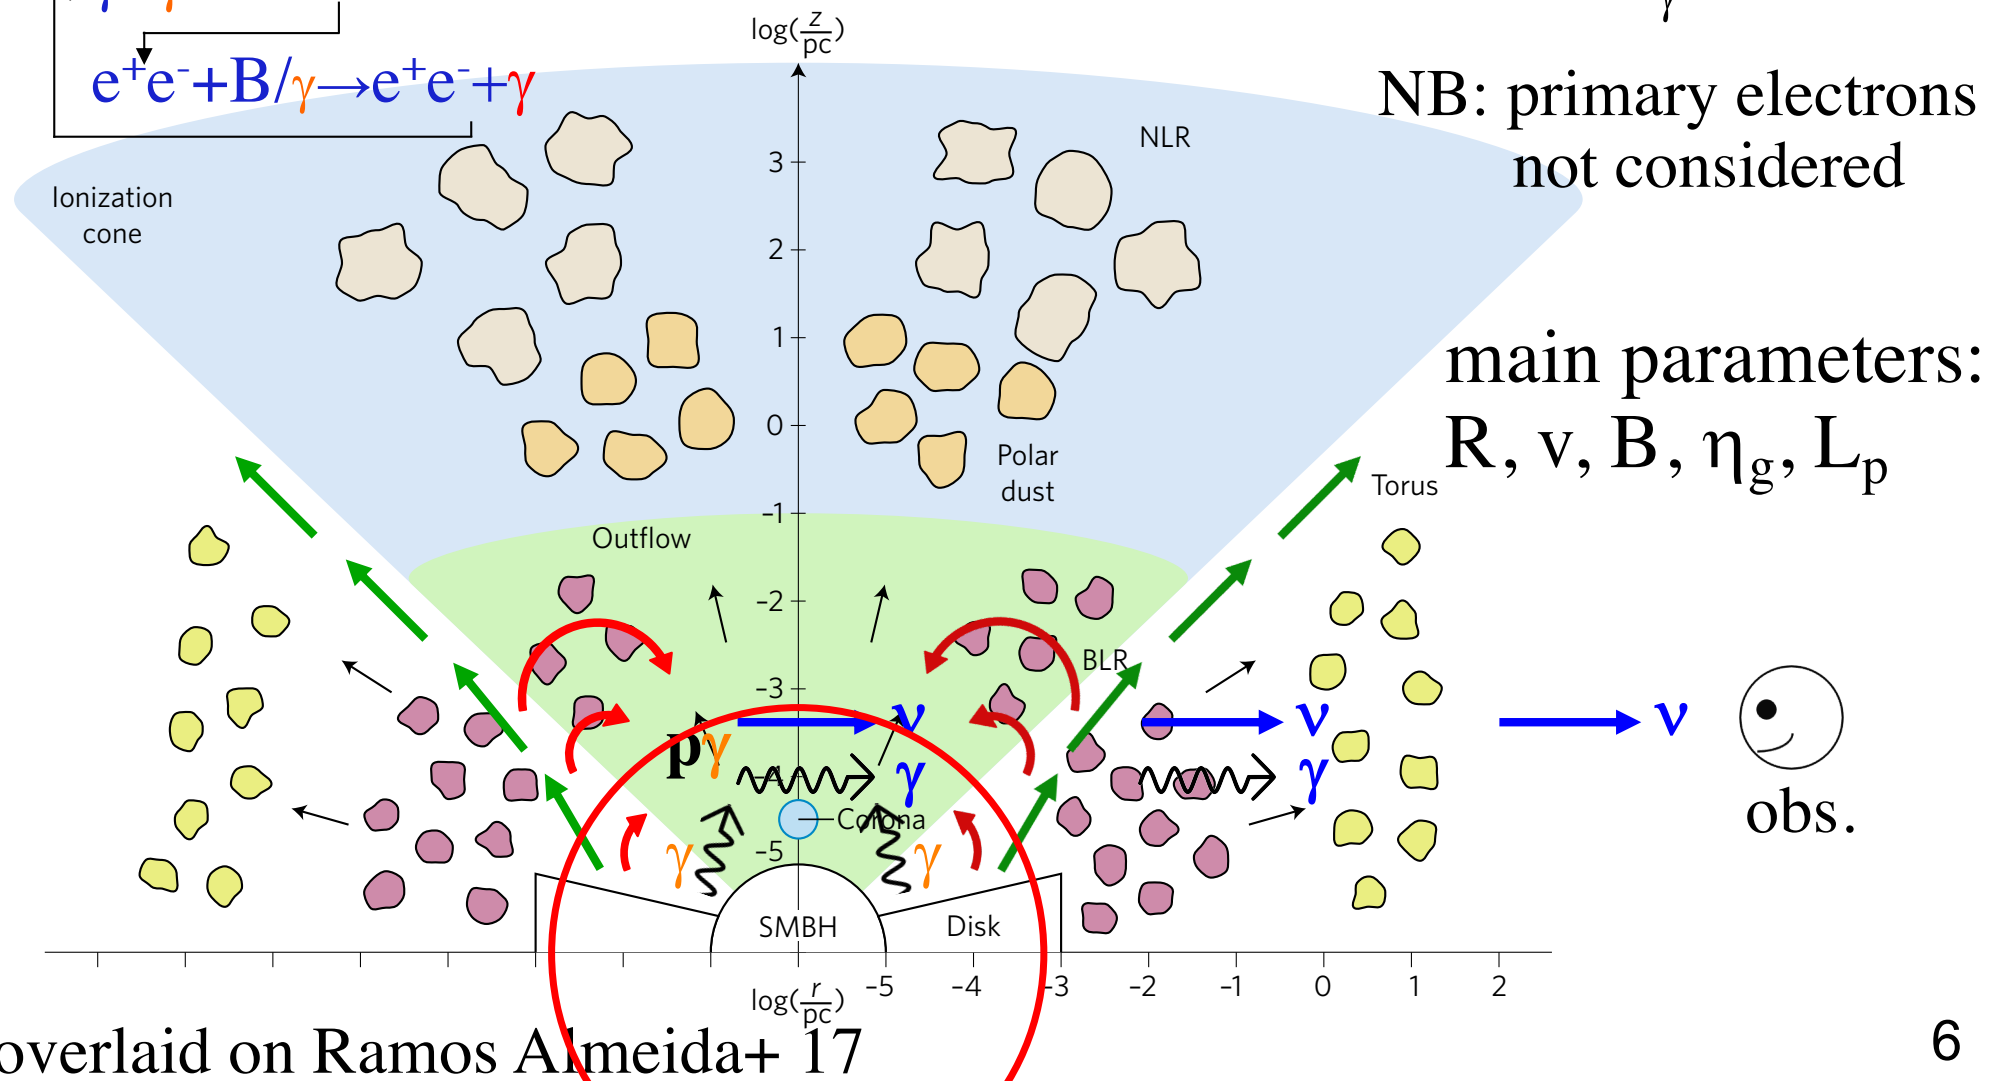 γ
log(z/pc)
e⁺e⁻+B/γ→e⁺e⁻+γ
NB: primary electrons
not considered
NLR
Ionization
cone
3
2
1
0
-1
-2
-3
-4
-5
main parameters:
R, v, B, ηg, Lp
Polar
dust
Torus
Outflow
BLR
pγ
ν
γ
ν
γ
ν
obs.
Corona
γ
γ
SMBH
Disk
-5 -4 -3 -2 -1 0 1 2
log(r/pc)
overlaid on Ramos Almeida+ 17
6